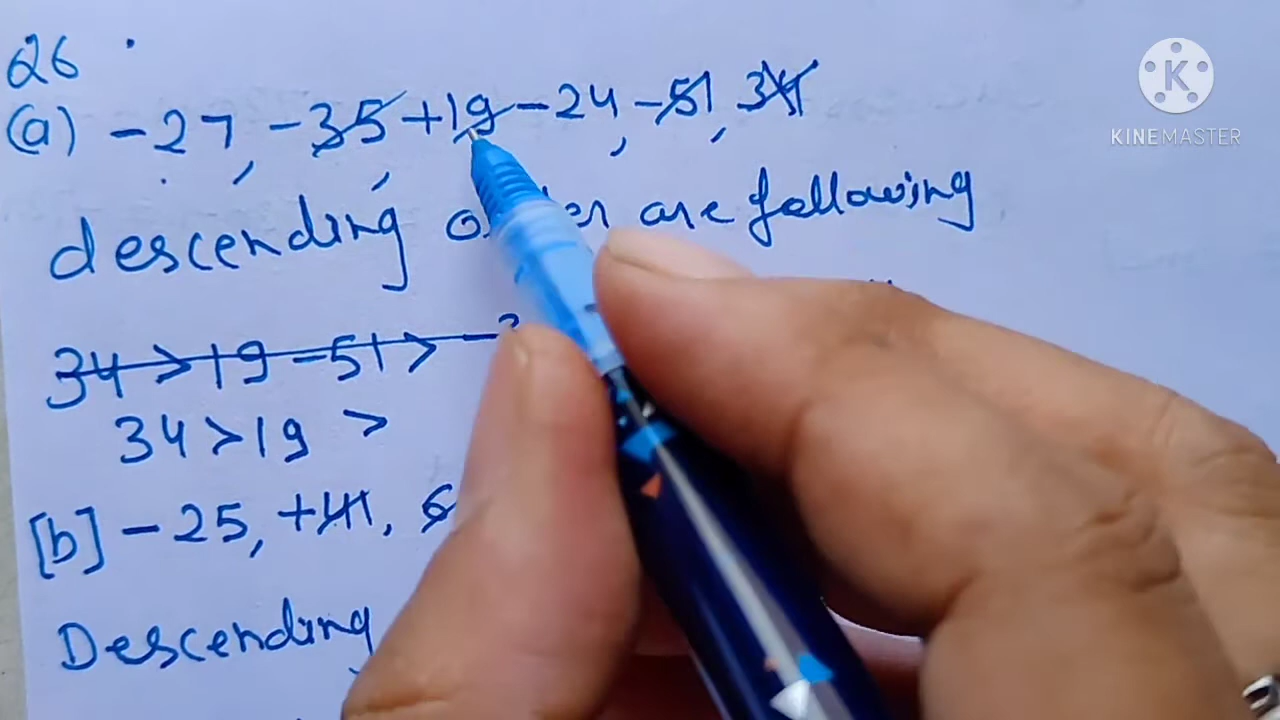 26
(a) -27, -35, +19 -24, -51, 34
descending are following
34 > 19 -51 >
34 > 19 >
[b] -25, +41, 6
Descending
K
KINEMASTER